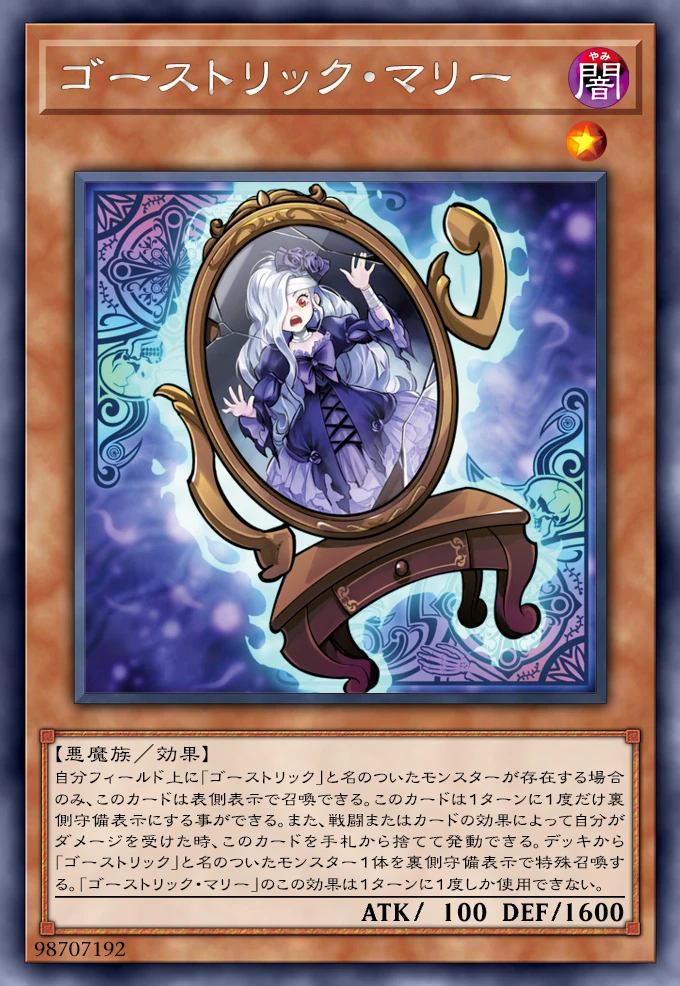 ゴーストリック・マリー
やみ
闇
【悪魔族／効果】
自分フィールド上に「ゴーストリック」と名のついたモンスターが存在する場合
のみ、このカードは表側表示で召喚できる。このカードは1ターンに1度だけ裏
側守備表示にする事ができる。また、戦闘またはカードの効果によって自分が
ダメージを受けた時、このカードを手札から捨てて発動できる。デッキから
「ゴーストリック」と名のついたモンスター1体を裏側守備表示で特殊召喚す
る。「ゴーストリック・マリー」のこの効果は1ターンに1度しか使用できない。
ATK/ 100 DEF/1600
98707192